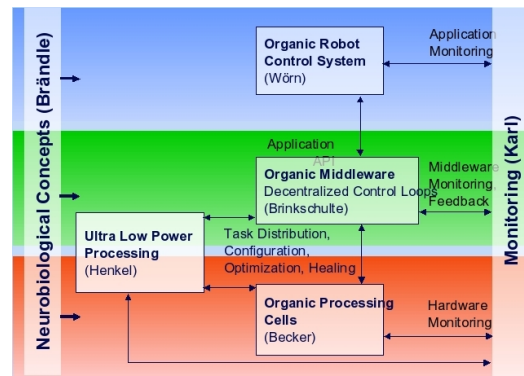 Neurobiological Concepts (Brändle)
Organic Robot
Control System
(Wörn)
Application
Monitoring
Application
API
Organic Middleware
Decentralized Control Loops
(Brinkschulte)
Middleware
Monitoring,
Feedback
Ultra Low Power
Processing
(Henkel)
Task Distribution,
Configuration,
Optimization, Healing
Organic Processing
Cells
(Becker)
Hardware
Monitoring
Monitoring (Karl)